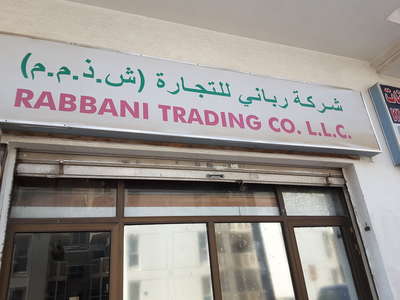 شركة رباني للتجارة (ش.ذ.م.م)
RABBANI TRADING CO. L.L.C.